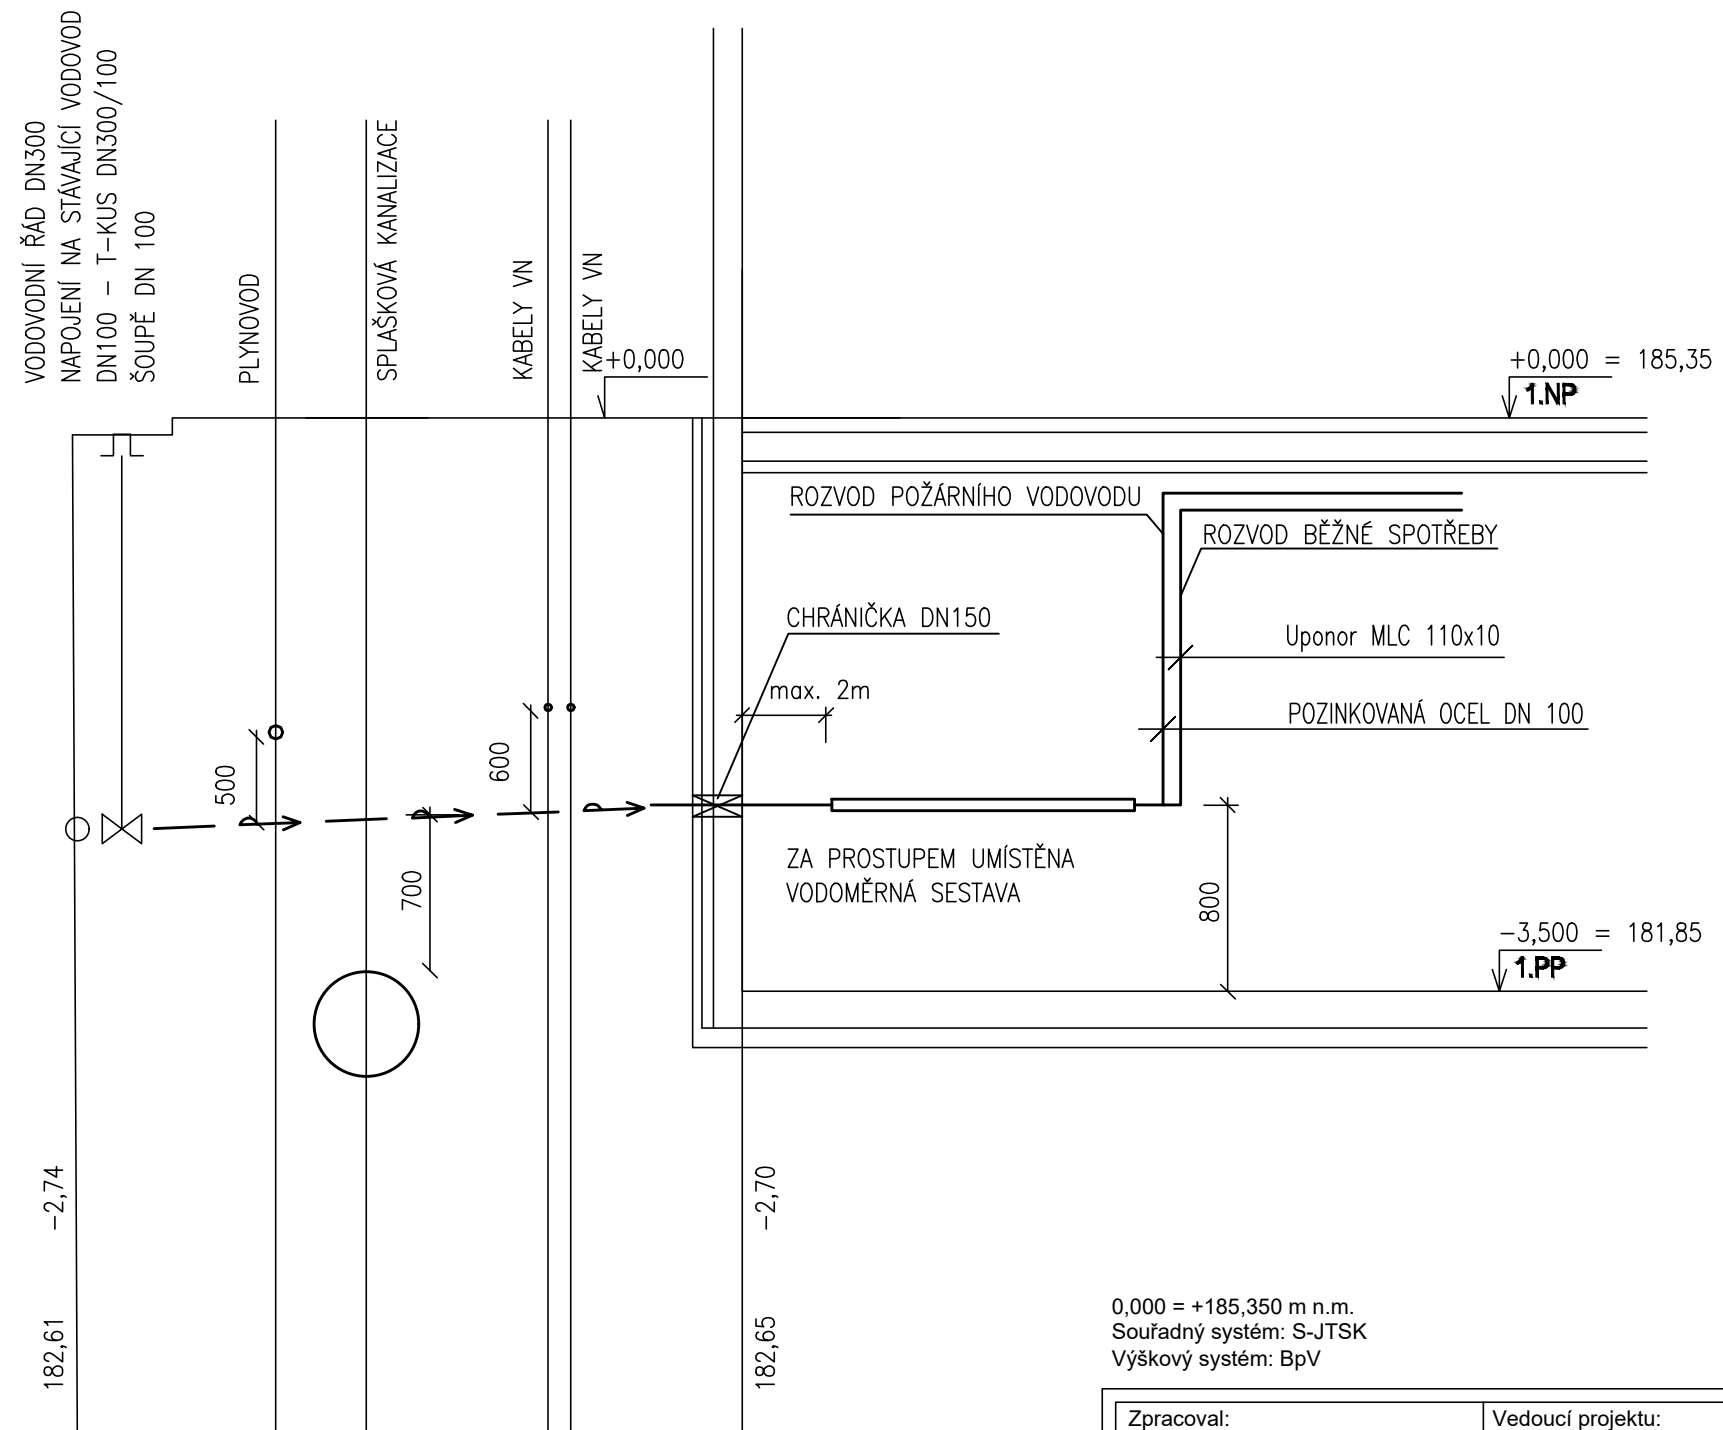 VODOVODNÍ ŘÁD DN300
NAPOJENÍ NA STÁVAJÍCÍ VODOVOD
DN100 – T–KUS DN300/100
ŠOUPĚ DN 100
PLYNOVOD
SPLAŠKOVÁ KANALIZACE
KABELY VN
KABELY VN
+0,000
+0,000 = 185,35
1.NP
ROZVOD POŽÁRNÍHO VODOVODU
ROZVOD BĚŽNÉ SPOTŘEBY
CHRÁNIČKA DN150
Uponor MLC 110x10
max. 2m
POZINKOVANÁ OCEL DN 100
500
600
700
ZA PROSTUPEM UMÍSTĚNA
VODOMĚRNÁ SESTAVA
800
–3,500 = 181,85
1.PP
182,61 –2,74
182,65 –2,70
0,000 = +185,350 m n.m.
Souřadný systém: S-JTSK
Výškový systém: BpV
Zpracoval:
Vedoucí projektu: